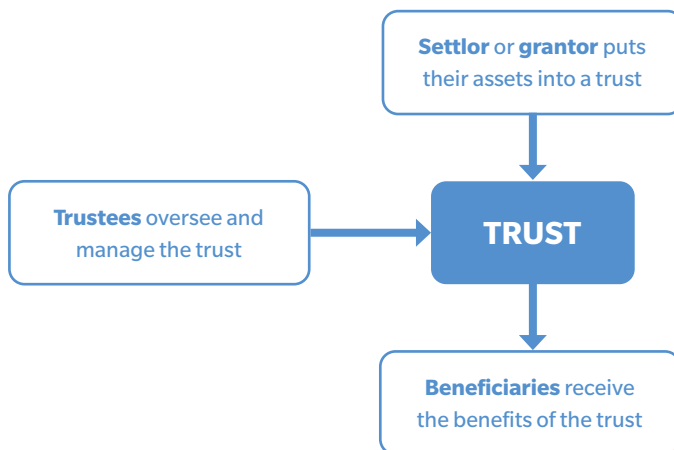 Settlor or grantor puts
their assets into a trust
Trustees oversee and
manage the trust
TRUST
Beneficiaries receive
the benefits of the trust